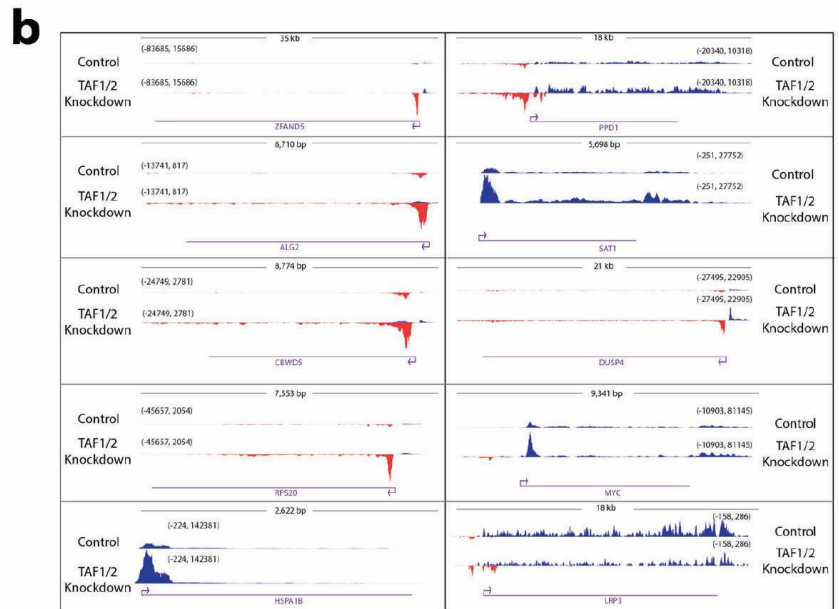 b
35 kb
(-83685, 15686)
Control
(-83685, 15686)
TAF1/2
Knockdown
ZFAND5
18 kb
(-20340, 10318)
Control
(-20340, 10318)
TAF1/2
Knockdown
PPD1
6,710 bp
(-13741, 817)
Control
(-13741, 817)
TAF1/2
Knockdown
ALG2
5,698 bp
(-251, 27752)
Control
(-251, 27752)
TAF1/2
Knockdown
SAT1
8,774 bp
(-24749, 2781)
Control
(-24749, 2781)
TAF1/2
Knockdown
CBWD5
21 kb
(-27495, 22905)
Control
(-27495, 22905)
TAF1/2
Knockdown
DUSP4
7,553 bp
(-45657, 2054)
Control
(-45657, 2054)
TAF1/2
Knockdown
RPS20
9,341 bp
(-10903, 81145)
Control
(-10903, 81145)
TAF1/2
Knockdown
MYC
2,622 bp
(-224, 142381)
Control
(-224, 142381)
TAF1/2
Knockdown
HSPA1B
18 kb
(-158, 286)
Control
(-158, 286)
TAF1/2
Knockdown
LRP3